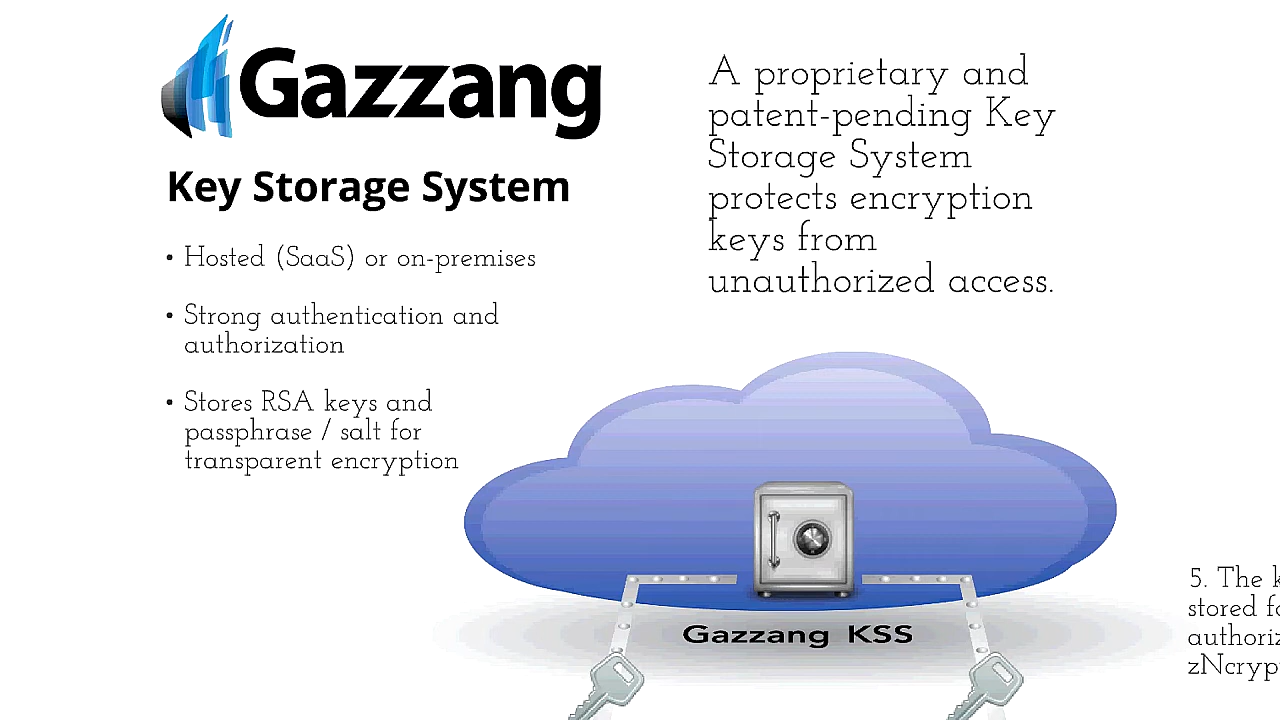 Gazzang
Key Storage System
• Hosted (SaaS) or on-premises
• Strong authentication and
authorization
• Stores RSA keys and
passphrase / salt for
transparent encryption
A proprietary and
patent-pending Key
Storage System
protects encryption
keys from
unauthorized access.
Gazzang KSS
5. The
stored